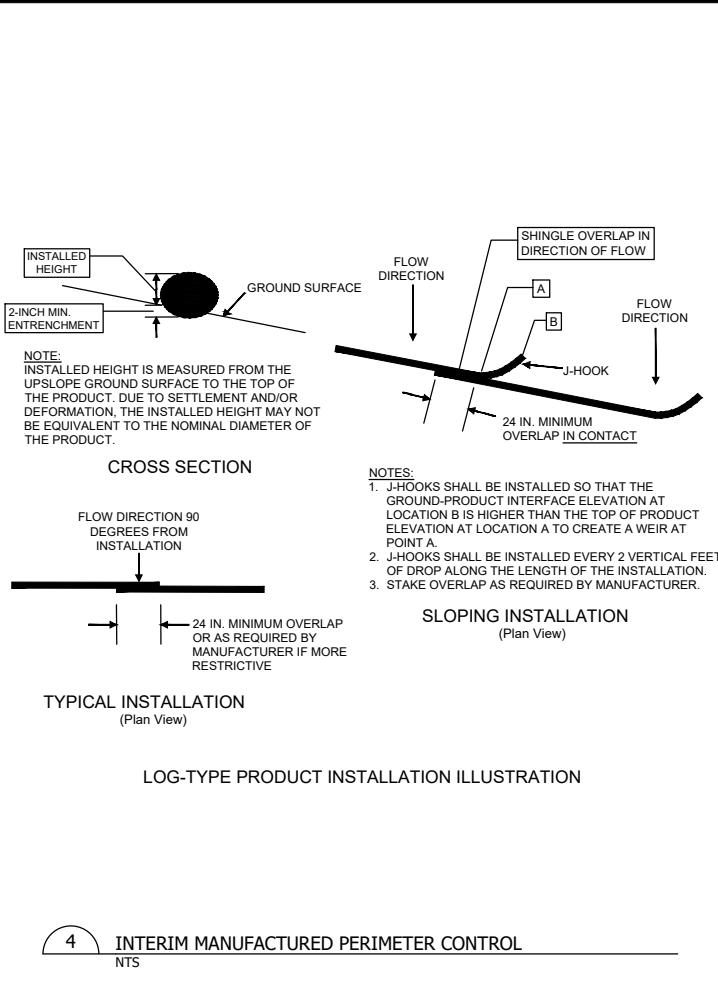 INSTALLED
HEIGHT
2-INCH MIN.
ENTRENCHMENT
GROUND SURFACE
NOTE:
INSTALLED HEIGHT IS MEASURED FROM THE
UPSLOPE GROUND SURFACE TO THE TOP OF
THE PRODUCT. DUE TO SETTLEMENT AND/OR
DEFORMATION, THE INSTALLED HEIGHT MAY NOT
BE EQUIVALENT TO THE NOMINAL DIAMETER OF
THE PRODUCT.
CROSS SECTION
SHINGLE OVERLAP IN
DIRECTION OF FLOW
FLOW
DIRECTION
A
B
FLOW
DIRECTION
J-HOOK
24 IN. MINIMUM
OVERLAP IN CONTACT
NOTES:
1. J-HOOKS SHALL BE INSTALLED SO THAT THE
GROUND-PRODUCT INTERFACE ELEVATION AT
LOCATION B IS HIGHER THAN THE TOP OF PRODUCT
ELEVATION AT LOCATION A TO CREATE A WEIR AT
POINT A.
2. J-HOOKS SHALL BE INSTALLED EVERY 2 VERTICAL FEET
OF DROP ALONG THE LENGTH OF THE INSTALLATION.
3. STAKE OVERLAP AS REQUIRED BY MANUFACTURER.
SLOPING INSTALLATION
(Plan View)
FLOW DIRECTION 90
DEGREES FROM
INSTALLATION
24 IN. MINIMUM OVERLAP
OR AS REQUIRED BY
MANUFACTURER IF MORE
RESTRICTIVE
TYPICAL INSTALLATION
(Plan View)
LOG-TYPE PRODUCT INSTALLATION ILLUSTRATION
4
INTERIM MANUFACTURED PERIMETER CONTROL
NTS